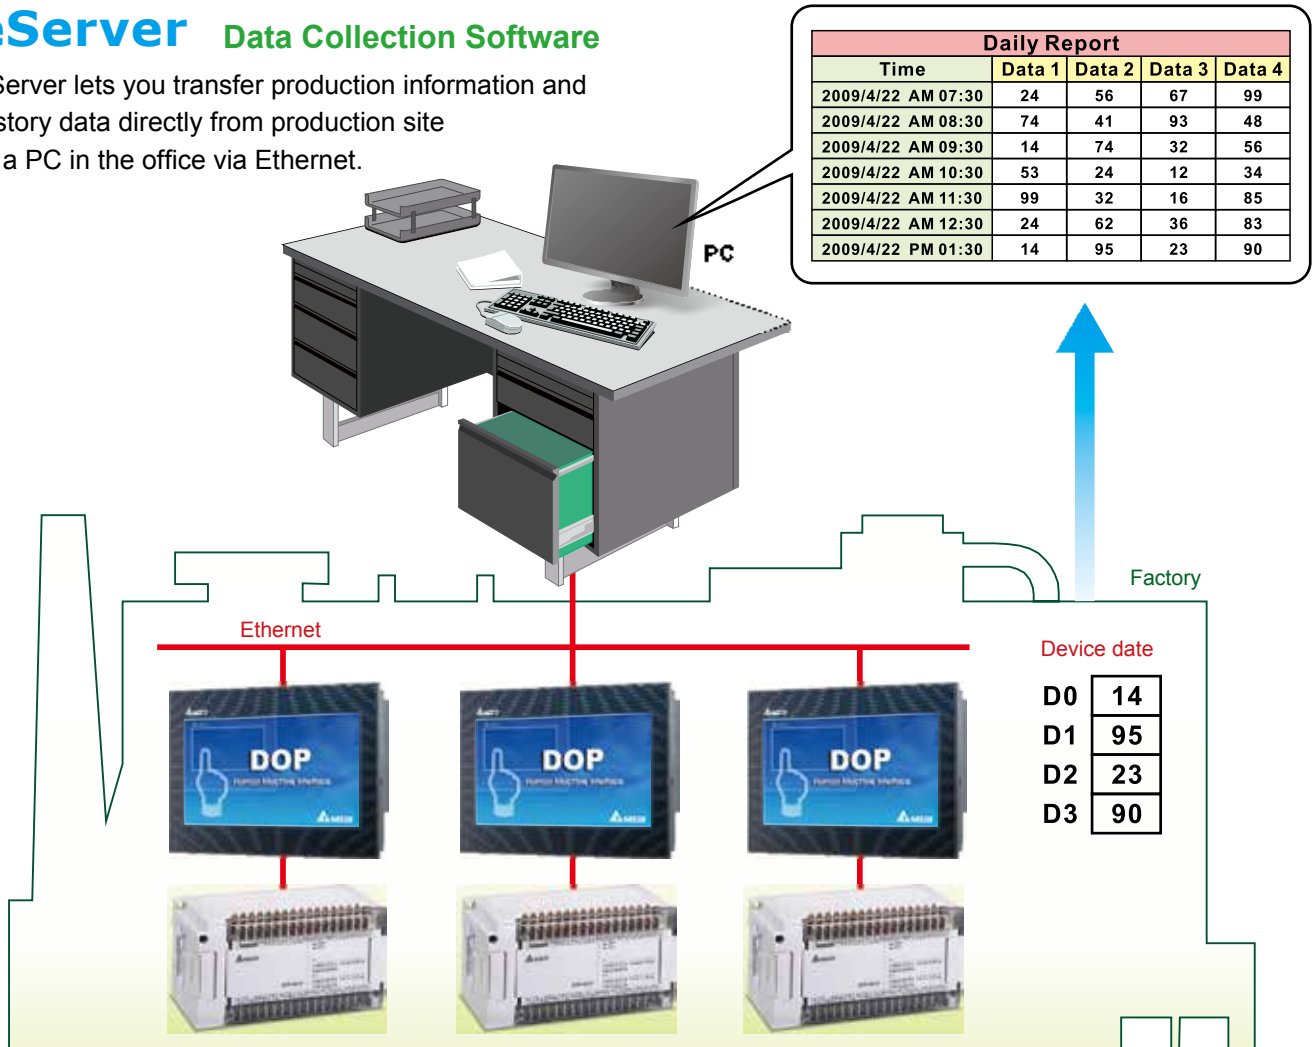 eServer Data Collection Software
Server lets you transfer production information and
story data directly from production site
a PC in the office via Ethernet.
Daily Report
Time Data 1 Data 2 Data 3 Data 4
2009/4/22 AM 07:30 24 56 67 99
2009/4/22 AM 08:30 74 41 93 48
2009/4/22 AM 09:30 14 74 32 56
2009/4/22 AM 10:30 53 24 12 34
2009/4/22 AM 11:30 99 32 16 85
2009/4/22 AM 12:30 24 62 36 83
2009/4/22 PM 01:30 14 95 23 90
PC
Factory
Ethernet
Device date
D0 14
D1 95
D2 23
D3 90
DOP
DOP
DOP